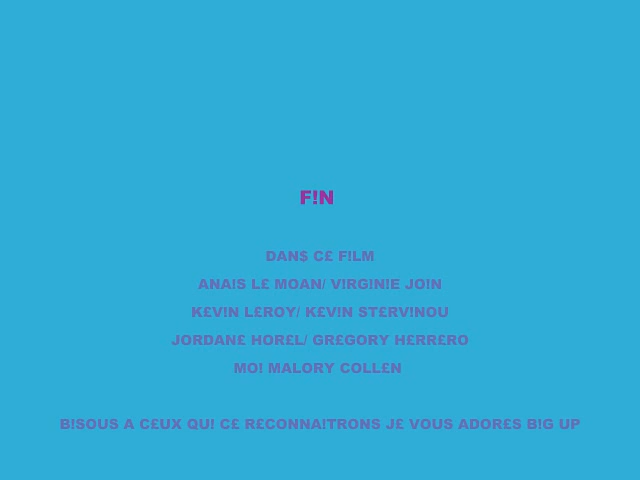 F!N
DAN$ C£ F!LM
ANA!S L£ MOAN/ V!RG!N!E JO!N
K£V!N L£ROY/ K£V!N ST£RV!NOU
JORDAN£ HOR£L/ GR£GORY H£RR£RO
MO! MALORY COLL£N
B!SOUS A C£UX QU! C£ R£CONNA!TRONS J£ VOUS ADOR£S B!G UP